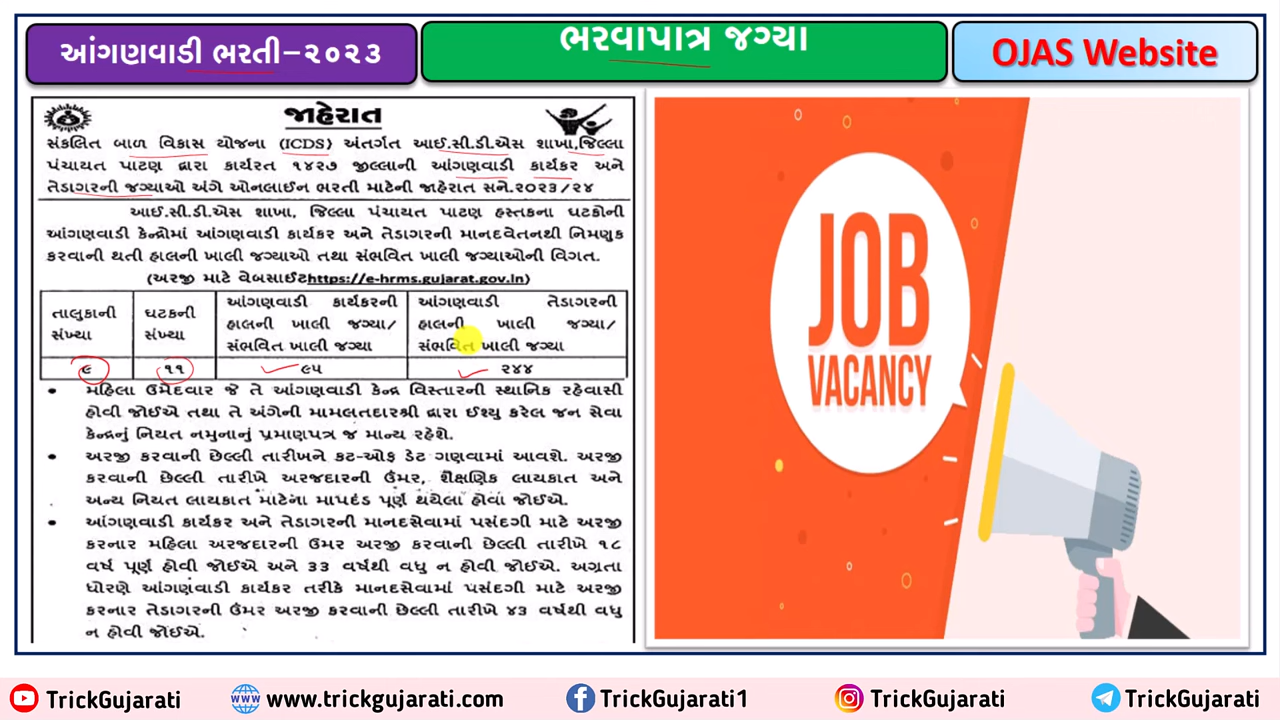 આંગણવાડી ભરતી–૨૦૨૩
ભરવાપાત્ર જગ્યા
OJAS Website
જાહેરાત
સંકલિત બાળ વિકાસ યોજના (ICDS) અંતર્ગત આઈ.સી.ડી.એસ શાખા,જિલ્લા
પંચાયત પાટણ દ્વારા કાર્યરત ૧૪૨૭ જીલ્લાની આંગણવાડી કાર્યકર અને
તેડાગરની જગ્યાઓ અંગે ઓનલાઈન ભરતી માટેની જાહેરાત સને.૨૦૨૩/૨૪
આઈ.સી.ડી.એસ શાખા, જિલ્લા પંચાયત પાટણ હસ્તકના ઘટકોની
આંગણવાડી કેન્દ્રોમાં આંગણવાડી કાર્યકર અને તેડાગરની માનદવેતનથી નિમણુક
કરવાની થતી હાલની ખાલી જગ્યાઓ તથા સંભવિત ખાલી જગ્યાઓની વિગત.
(અરજી માટે વેબસાઈટhttps://e-hrms.gujarat.gov.in)
તાલુકાની સંખ્યા
ઘટકની સંખ્યા
આંગણવાડી કાર્યકરની
હાલની ખાલી જગ્યા/
સંભવિત ખાલી જગ્યા
આંગણવાડી તેડાગરની
હાલની ખાલી જગ્યા/
સંભવિત ખાલી જગ્યા
૯ ૧૧ ૯૫ ૨૪૪
• મહિલા ઉમેદવાર જે તે આંગણવાડી કેન્દ્ર વિસ્તારની સ્થાનિક રહેવાસી
હોવી જોઈએ તથા તે અંગેની મામલતદારશ્રી દ્વારા ઈશ્યુ કરેલ જન સેવા
કેન્દ્રનું નિયત નમુનાનું પ્રમાણપત્ર જ માન્ય રહેશે.
• અરજી કરવાની છેલ્લી તારીખને કટ-ઓફ ડેટ ગણવામાં આવશે. અરજી
કરવાની છેલ્લી તારીખે અરજદારની ઉંમર, શૈક્ષણિક લાયકાત અને
અન્ય નિયત લાયકાત માટેના માપદંડ પૂર્ણ થયેલા હોવા જોઈએ.
• આંગણવાડી કાર્યકર અને તેડાગરની માનદસેવામાં પસંદગી માટે અરજી
કરનાર મહિલા અરજદારની ઉમર અરજી કરવાની છેલ્લી તારીખે ૧૮
વર્ષ પૂર્ણ હોવી જોઈએ અને 33 વર્ષથી વધુ ન હોવી જોઈએ. અગ્રતા
ધોરણે આંગણવાડી કાર્યકર તરીકે માનદસેવામાં પસંદગી માટે અરજી
કરનાર તેડાગરની ઉંમર અરજી કરવાની છેલ્લી તારીખે ૪૩ વર્ષથી વધુ
ન હોવી જોઈએ.
JOB
VACANCY
TrickGujarati
www.trickgujarati.com
TrickGujarati1
TrickGujarati
TrickGujarati